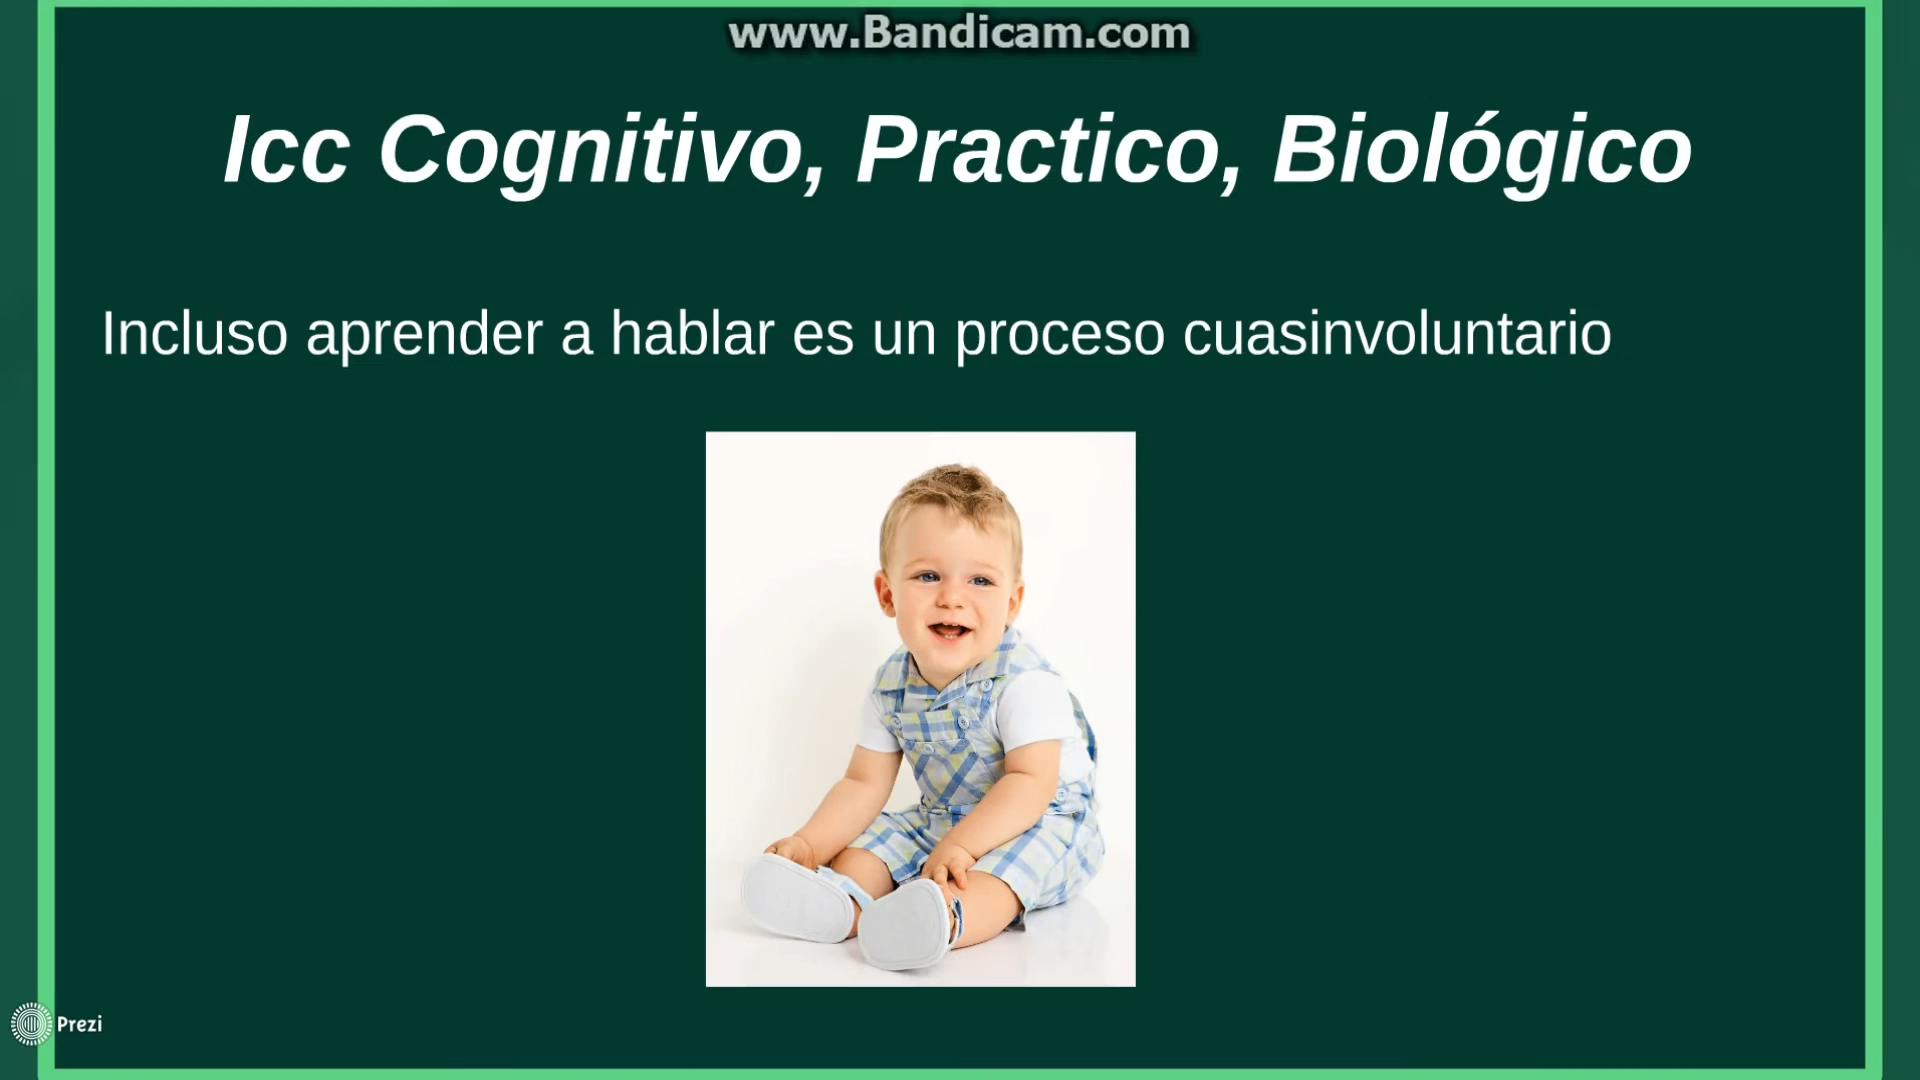 www.Bandicam.com
Icc Cognitivo, Practico, Biológico
Incluso aprender a hablar es un proceso cuasinvoluntario
Prezi